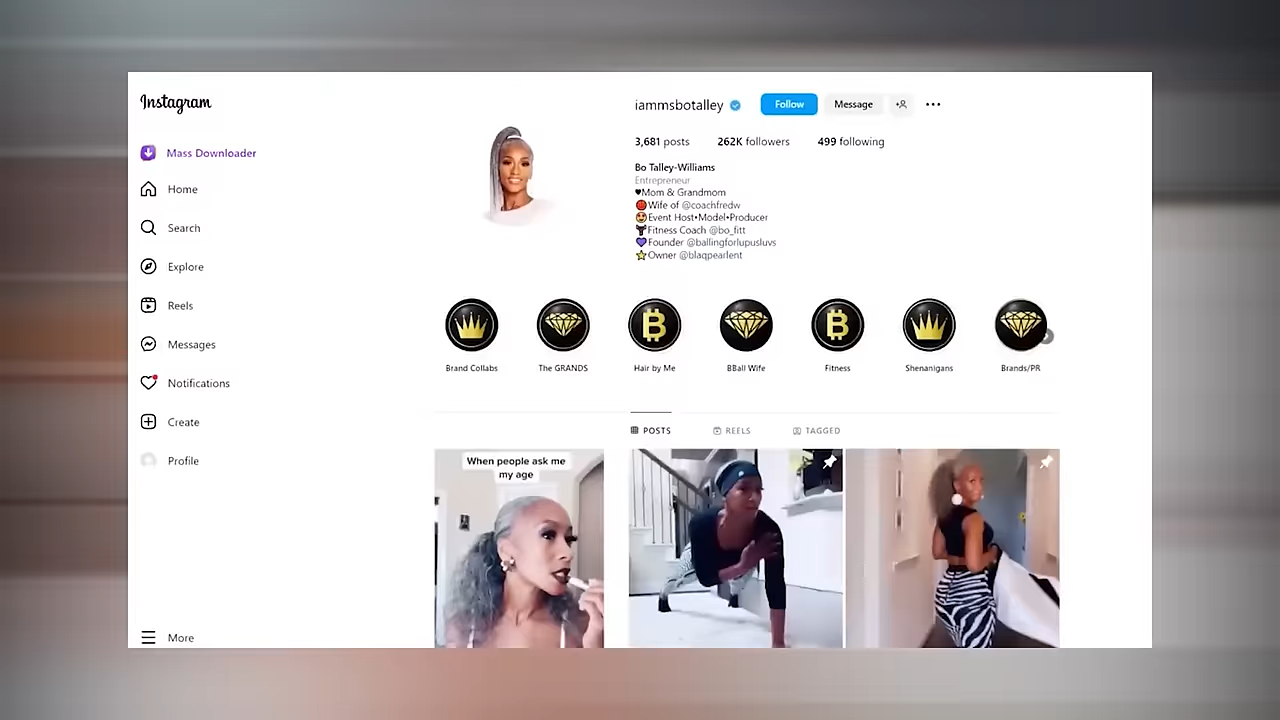 Instagram
Mass Downloader
Home
Search
Explore
Reels
Messages
Notifications
Create
Profile
More
iammsbotalley Follow Message
3,681 posts 262K followers 499 following
Bo Talley-Williams
Entrepreneur
♥Mom & Grandmom
Wife of @coachfredw
Event Host•Model•Producer
Fitness Coach @bo_fitt
Founder @ballingforlupusluvs
Owner @blaqpearlent
Brand Collabs The GRANDS Hair by Me BBall Wife Fitness Shenanigans Brands/PR
POSTS REELS TAGGED
When people ask me
my age